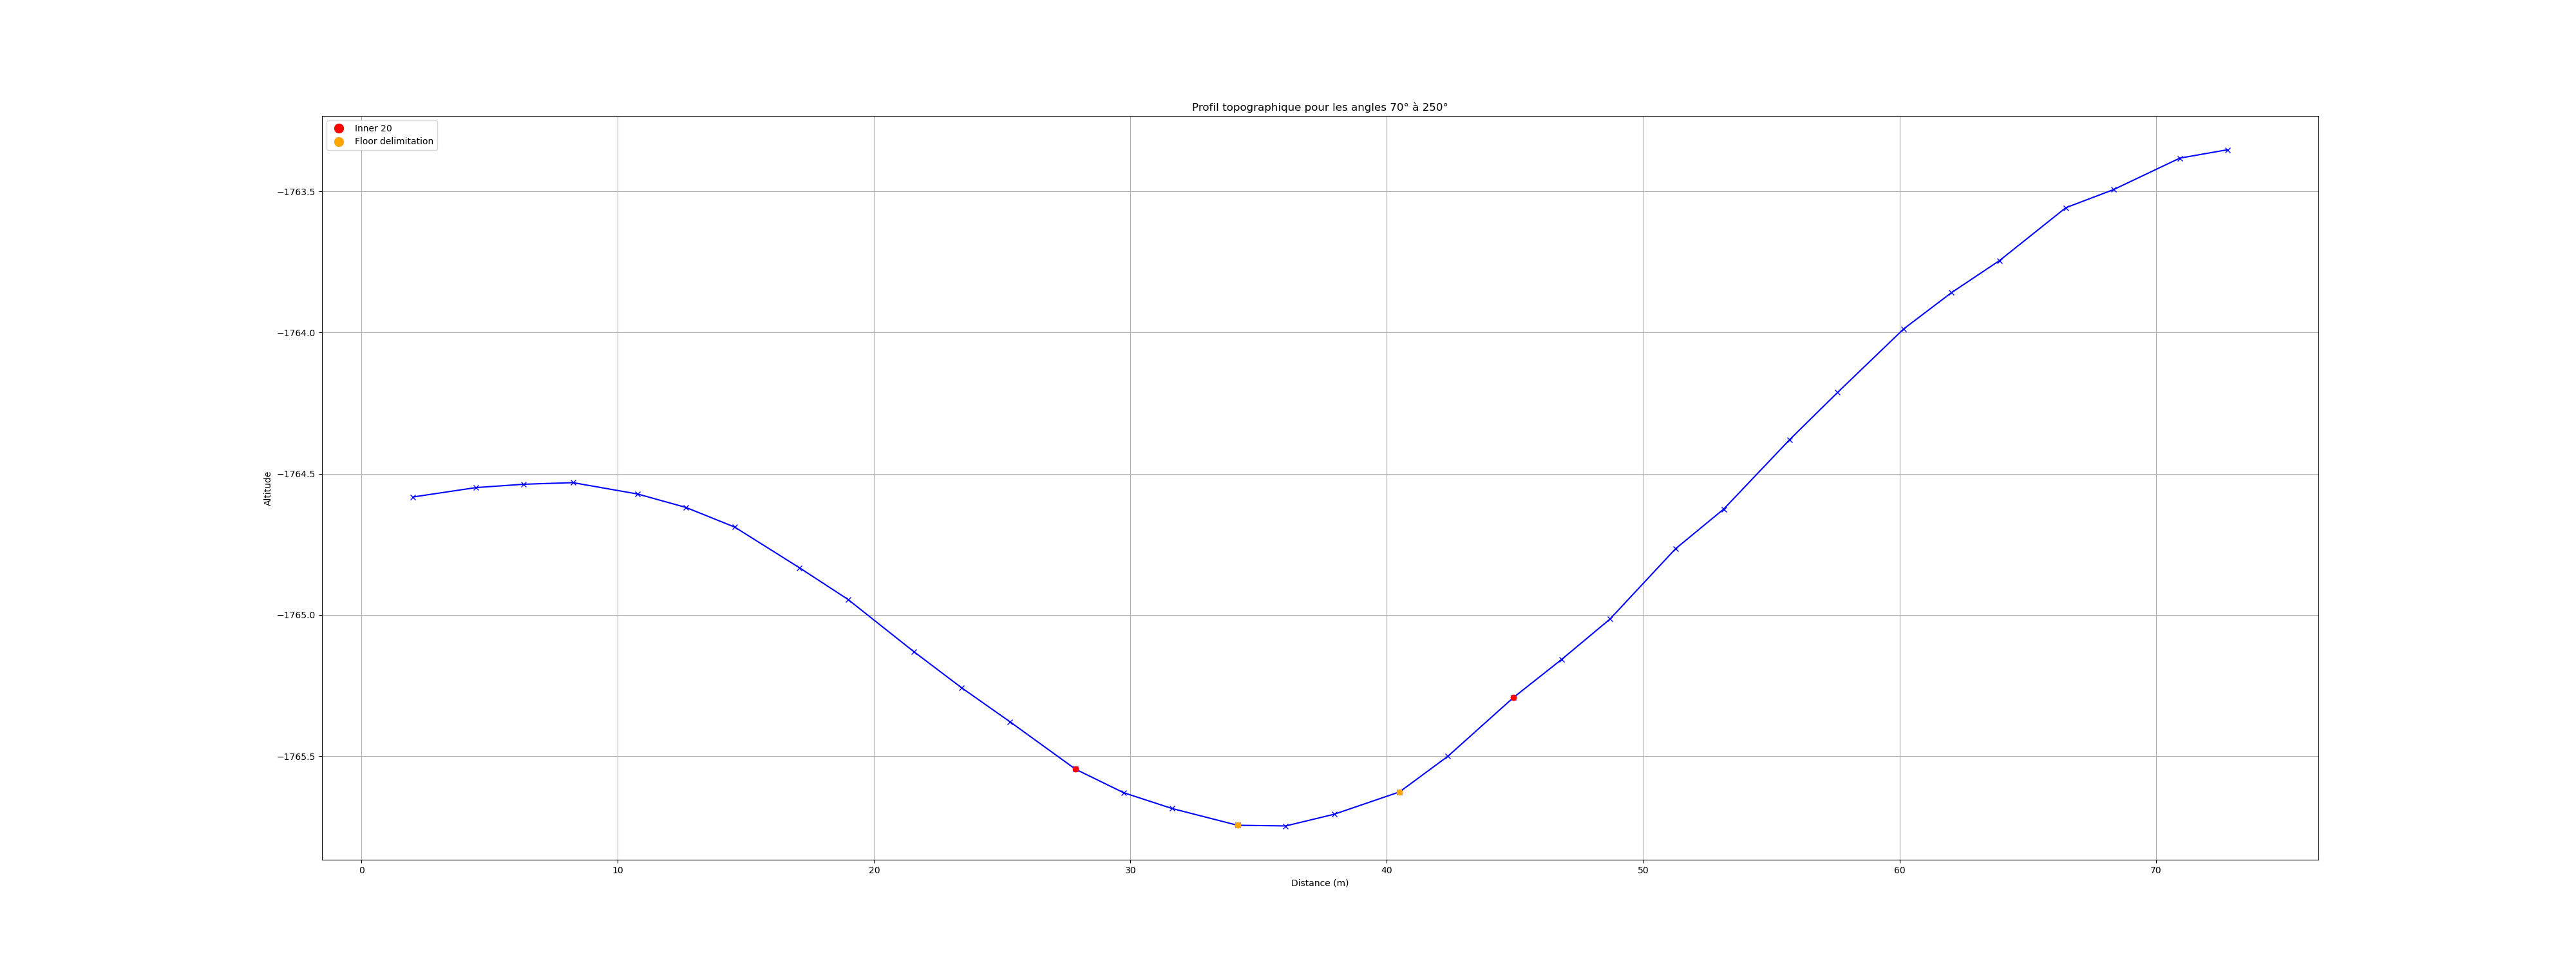 Profil topographique pour les angles 70° à 250°
Inner 20
Floor delimitation
−1763.5
−1764.0
−1764.5
−1765.0
−1765.5
Altitude
0 10 20 30 40 50 60 70
Distance (m)